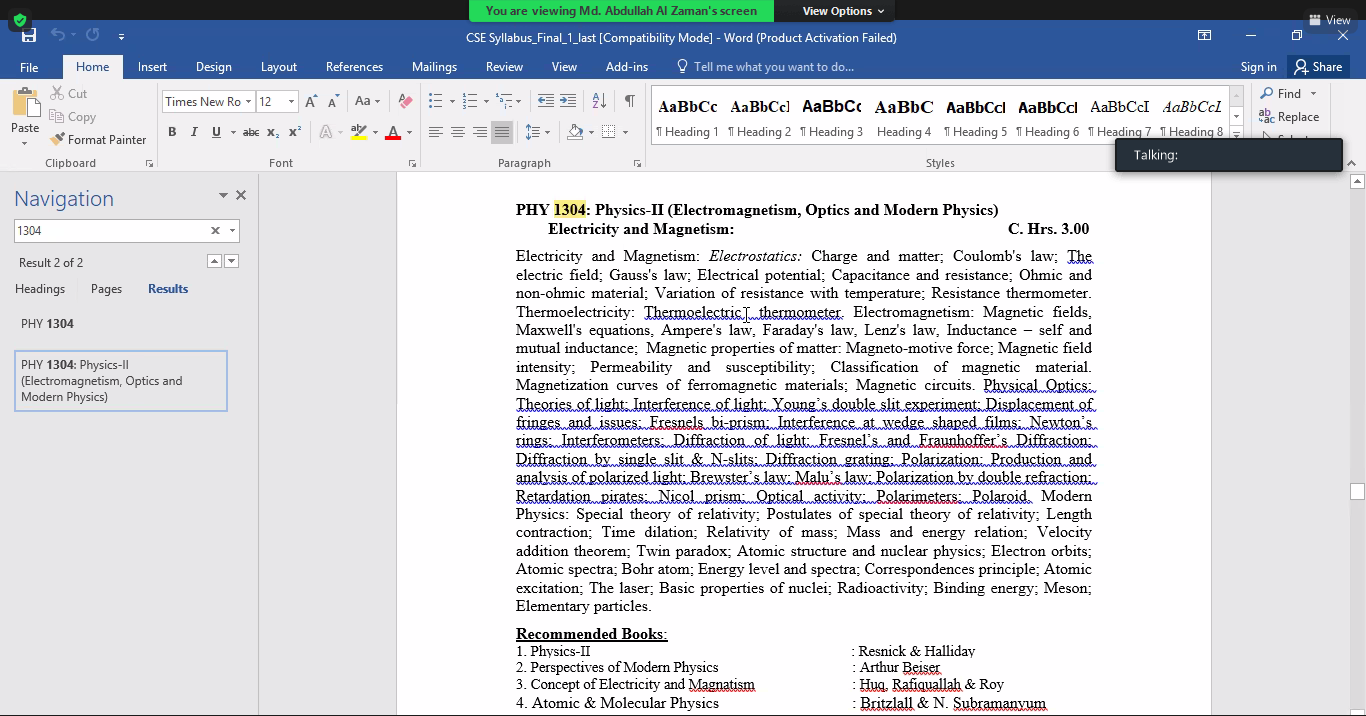 You are viewing Md. Abdullah Al Zaman's screen
View Options
View
CSE Syllabus_Final_1_last [Compatibility Mode] - Word (Product Activation Failed)
File Home Insert Design Layout References Mailings Review View Add-ins Tell me what you want to do... Sign in Share
Paste
Cut
Copy
Format Painter
Clipboard
Times New Ro 12
Font
Paragraph
AaBbCc AaBbCcl AaBbCc AaBbC AaBbCcl AaBbCcl AaBbCcI AaBbCcI
¶ Heading 1 ¶ Heading 2 ¶ Heading 3 Heading 4 ¶ Heading 5 ¶ Heading 6 ¶ Heading 7 ¶ Heading 8
Styles
Find
Replace
Talking:
Navigation
1304
Result 2 of 2
Headings Pages Results
PHY 1304
PHY 1304: Physics-II
(Electromagnetism, Optics and
Modern Physics)
PHY 1304: Physics-II (Electromagnetism, Optics and Modern Physics)
Electricity and Magnetism: C. Hrs. 3.00
Electricity and Magnetism: Electrostatics: Charge and matter; Coulomb's law; The
electric field; Gauss's law; Electrical potential; Capacitance and resistance; Ohmic and
non-ohmic material; Variation of resistance with temperature; Resistance thermometer.
Thermoelectricity: Thermoelectric thermometer. Electromagnetism: Magnetic fields,
Maxwell's equations, Ampere's law, Faraday's law, Lenz's law, Inductance – self and
mutual inductance; Magnetic properties of matter: Magneto-motive force; Magnetic field
intensity; Permeability and susceptibility; Classification of magnetic material.
Magnetization curves of ferromagnetic materials; Magnetic circuits. Physical Optics:
Theories of light; Interference of light; Young's double slit experiment; Displacement of
fringes and issues; Fresnels bi-prism; Interference at wedge shaped films; Newton's
rings; Interferometers; Diffraction of light; Fresnel's and Fraunhoffer's Diffraction;
Diffraction by single slit & N-slits; Diffraction grating; Polarization; Production and
analysis of polarized light; Brewster's law; Malu's law; Polarization by double refraction;
Retardation pirates; Nicol prism; Optical activity; Polarimeters; Polaroid. Modern
Physics: Special theory of relativity; Postulates of special theory of relativity; Length
contraction; Time dilation; Relativity of mass; Mass and energy relation; Velocity
addition theorem; Twin paradox; Atomic structure and nuclear physics; Electron orbits;
Atomic spectra; Bohr atom; Energy level and spectra; Correspondences principle; Atomic
excitation; The laser; Basic properties of nuclei; Radioactivity; Binding energy; Meson;
Elementary particles.
Recommended Books:
1. Physics-II : Resnick & Halliday
2. Perspectives of Modern Physics : Arthur Beiser
3. Concept of Electricity and Magnatism : Huq, Rafiquallah & Roy
4. Atomic & Molecular Physics : Britzlall & N. Subramanyum